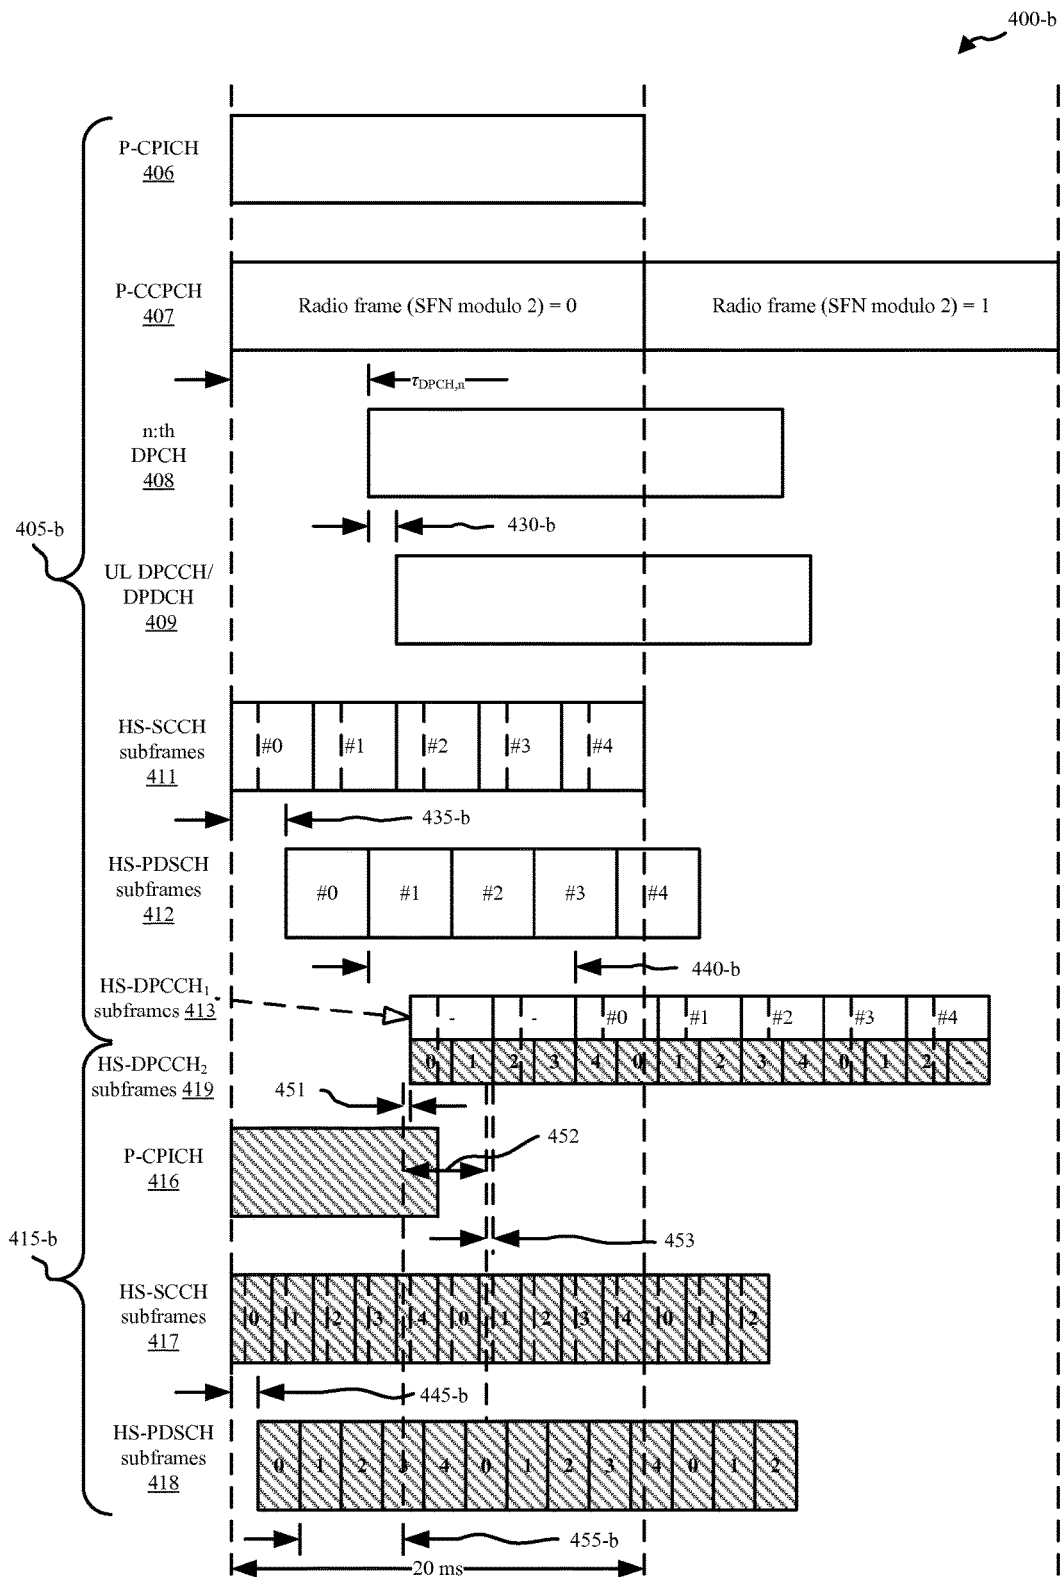 400-b
P-CPICH
406
P-CCPCH
407
Radio frame (SFN modulo 2) = 0
Radio frame (SFN modulo 2) = 1
τDPCH,n
n:th
DPCH
408
405-b
430-b
UL DPCCH/
DPDCH
409
HS-SCCH
subframes
411
#0 #1 #2 #3 #4
435-b
HS-PDSCH
subframes
412
#0 #1 #2 #3 #4
440-b
HS-DPCCH1
subframes 413
- - #0 #1 #2 #3 #4
HS-DPCCH2
subframes 419
0 1 2 3 4 0 1 2 3 4 0 1 2 -
451
452
P-CPICH
416
415-b
453
HS-SCCH
subframes
417
0 1 2 3 4 0 1 2 3 4 0 1 2
445-b
HS-PDSCH
subframes
418
0 1 2 3 4 0 1 2 3 4 0 1 2
455-b
20 ms